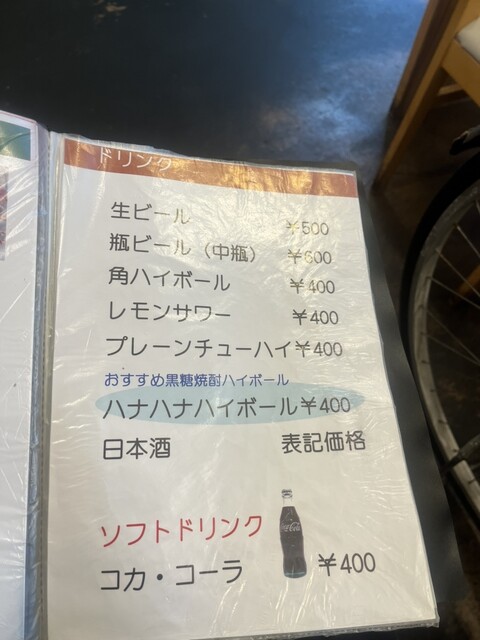 ドリンク
生ビール ¥500
瓶ビール(中瓶) ¥600
角ハイボール ¥400
レモンサワー ¥400
プレーンチューハイ¥400
おすすめ黒糖焼酎ハイボール
ハナハナハイボール¥400
日本酒 表記価格
ソフトドリンク
コカ・コーラ ¥400